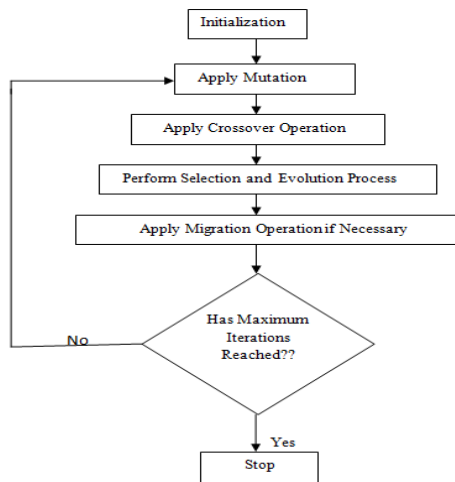 Initialization
Apply Mutation
Apply Crossover Operation
Perform Selection and Evolution Process
Apply Migration Operation if Necessary
Has Maximum
Iterations
Reached??
No
Yes
Stop